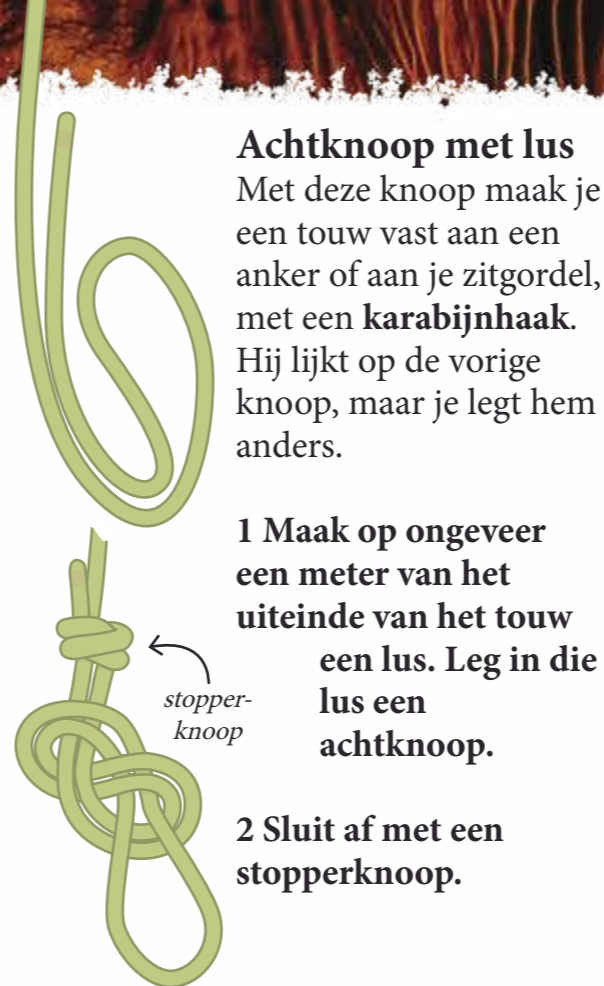 Achtknoop met lus
Met deze knoop maak je
een touw vast aan een
anker of aan je zitgordel,
met een karabijnhaak.
Hij lijkt op de vorige
knoop, maar je legt hem
anders.
1 Maak op ongeveer
een meter van het
uiteinde van het touw
een lus. Leg in die
lus een
achtknoop.
stopper-
knoop
2 Sluit af met een
stopperknoop.